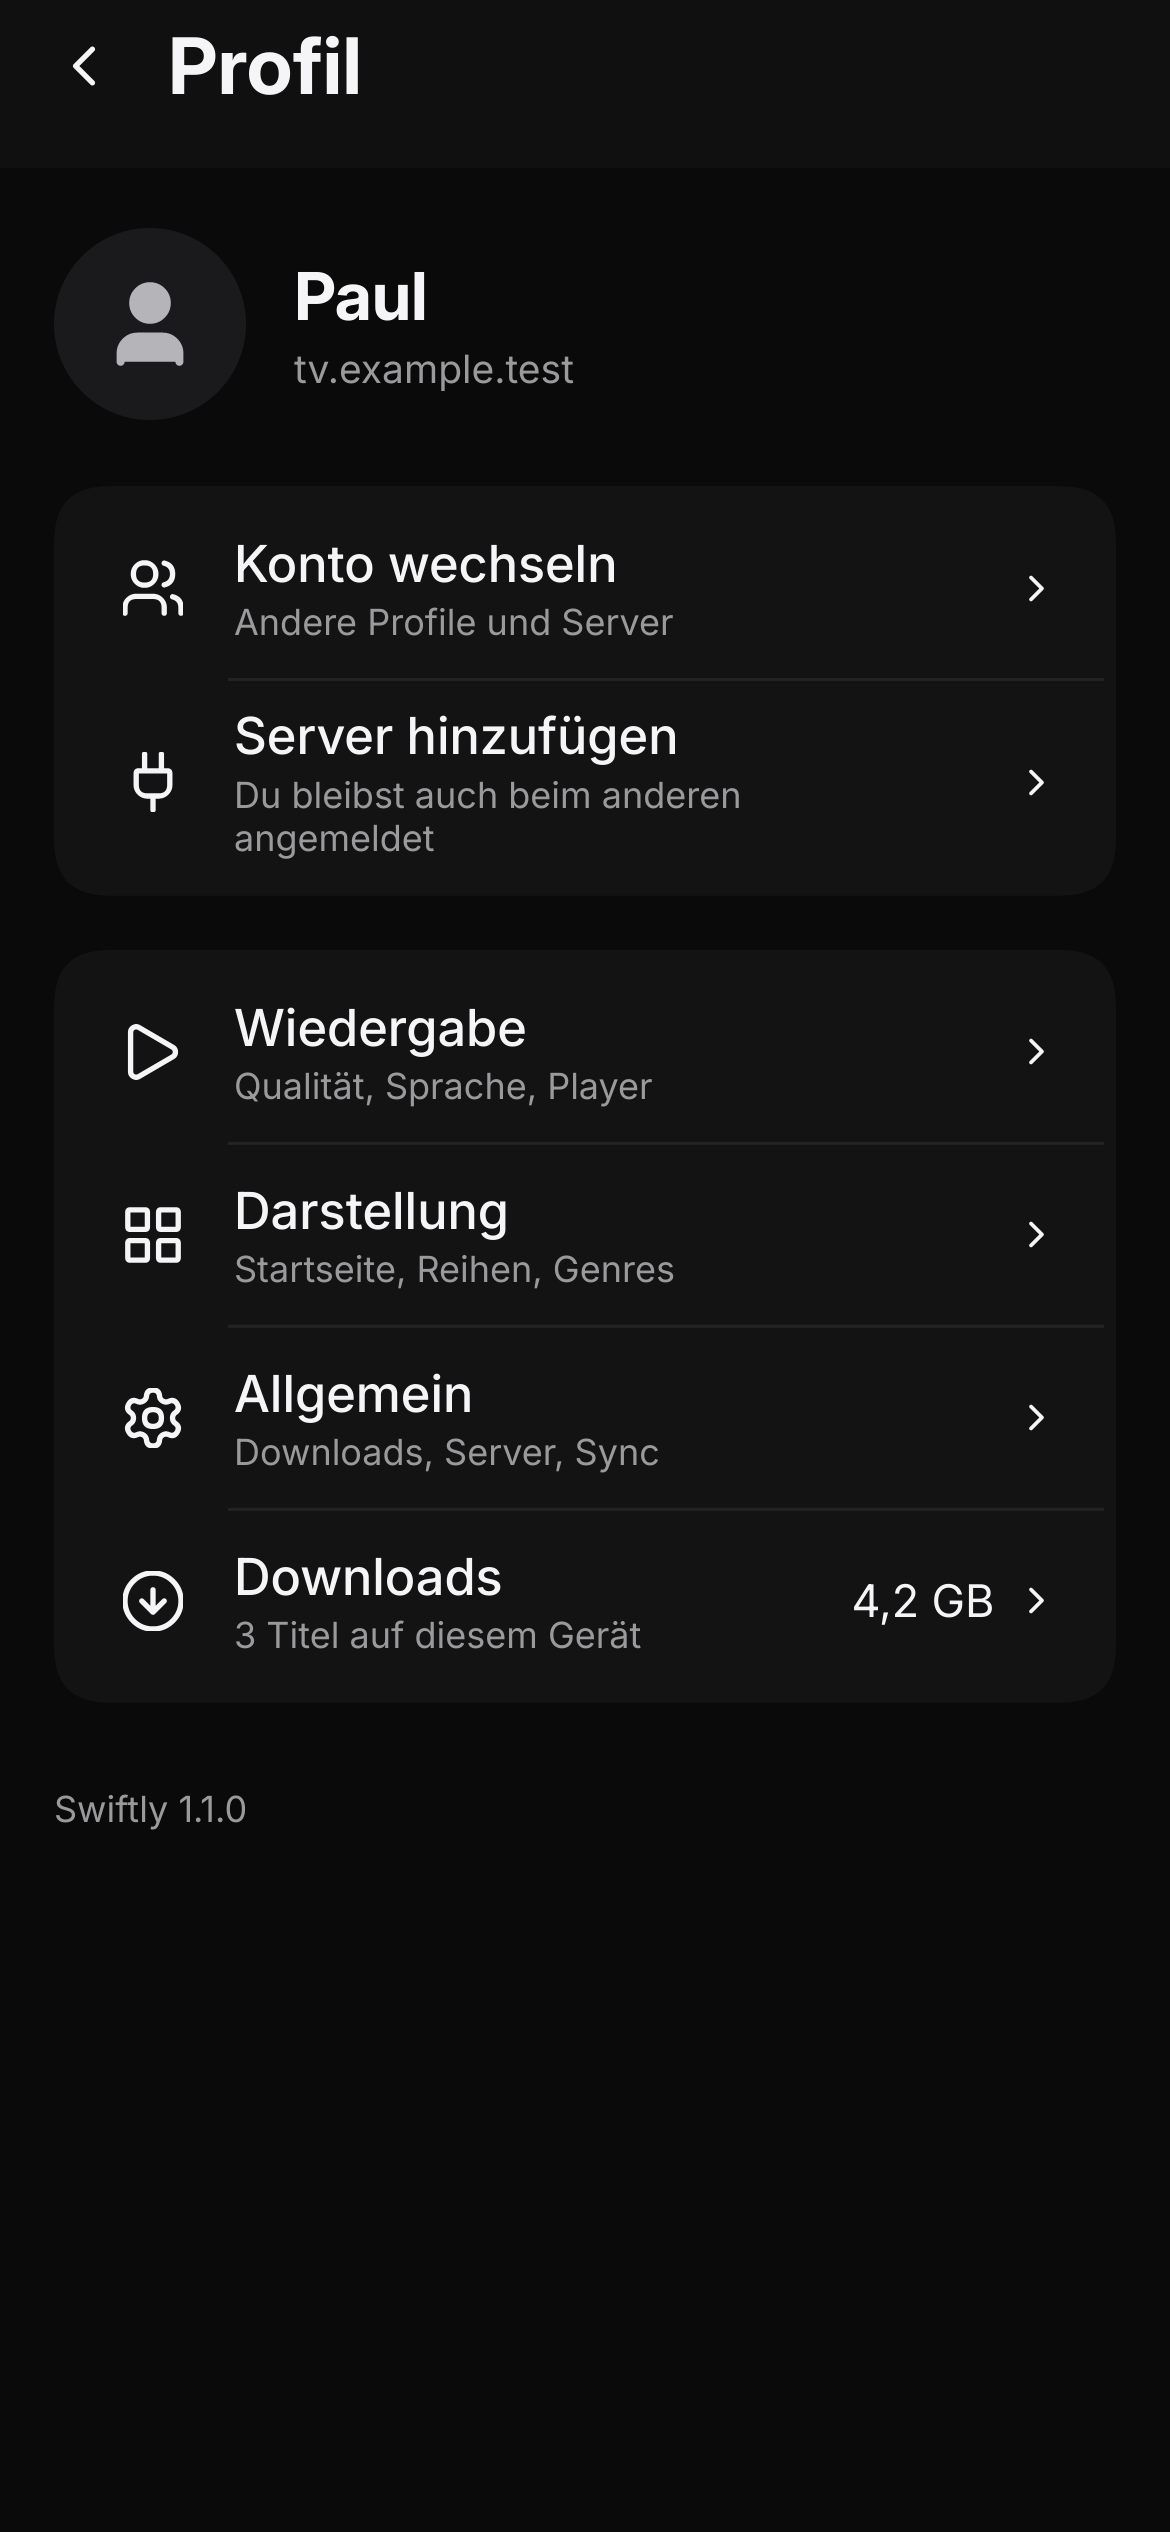 Profil
Paul
tv.example.test
Konto wechseln
Andere Profile und Server
Server hinzufügen
Du bleibst auch beim anderen
angemeldet
Wiedergabe
Qualität, Sprache, Player
Darstellung
Startseite, Reihen, Genres
Allgemein
Downloads, Server, Sync
Downloads
4,2 GB
3 Titel auf diesem Gerät
Swiftly 1.1.0